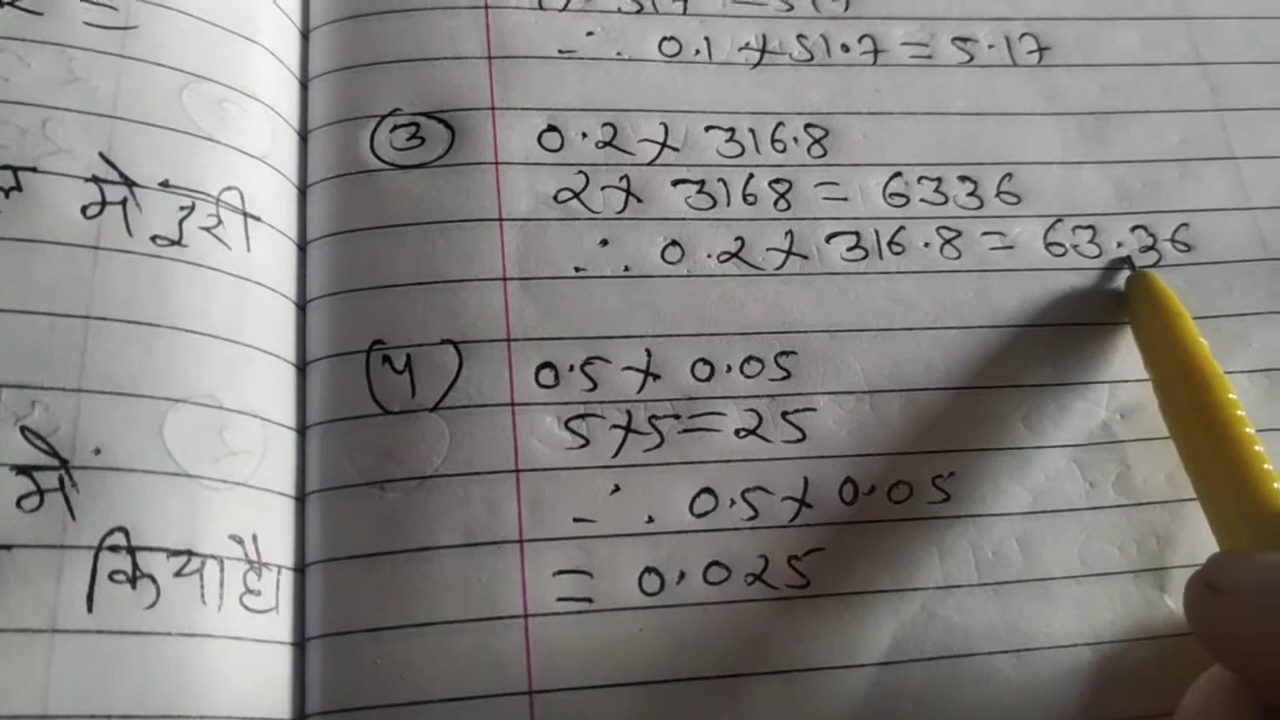 ∴ 0.1 × 51.7 = 5.17
③ 0.2 × 316.8
2 × 3168 = 6336
∴ 0.2 × 316.8 = 63.36
(4) 0.5 × 0.05
5 × 5 = 25
∴ 0.5 × 0.05
= 0.025
मे इसी
मे
किया है।